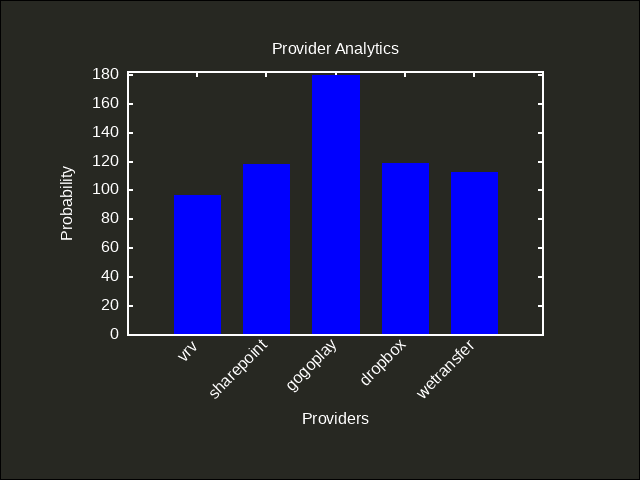 Provider Analytics
180
160
140
120
100
80
60
40
20
0
Probability
vrv
sharepoint
gogoplay
dropbox
wetransfer
Providers